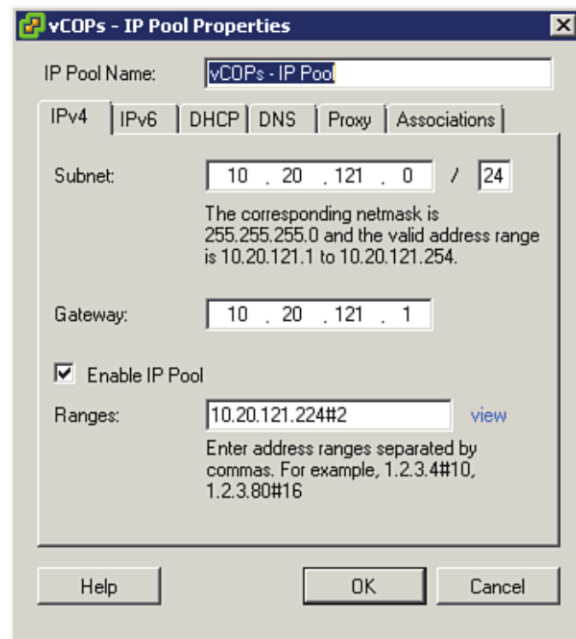 vCOPs - IP Pool Properties
IP Pool Name: vCOPs - IP Pool
IPv4 IPv6 DHCP DNS Proxy Associations
Subnet: 10 . 20 . 121 . 0 / 24
The corresponding netmask is
255.255.255.0 and the valid address range
is 10.20.121.1 to 10.20.121.254.
Gateway: 10 . 20 . 121 . 1
Enable IP Pool
Ranges: 10.20.121.224#2 view
Enter address ranges separated by
commas. For example, 1.2.3.4#10,
1.2.3.80#16
Help OK Cancel